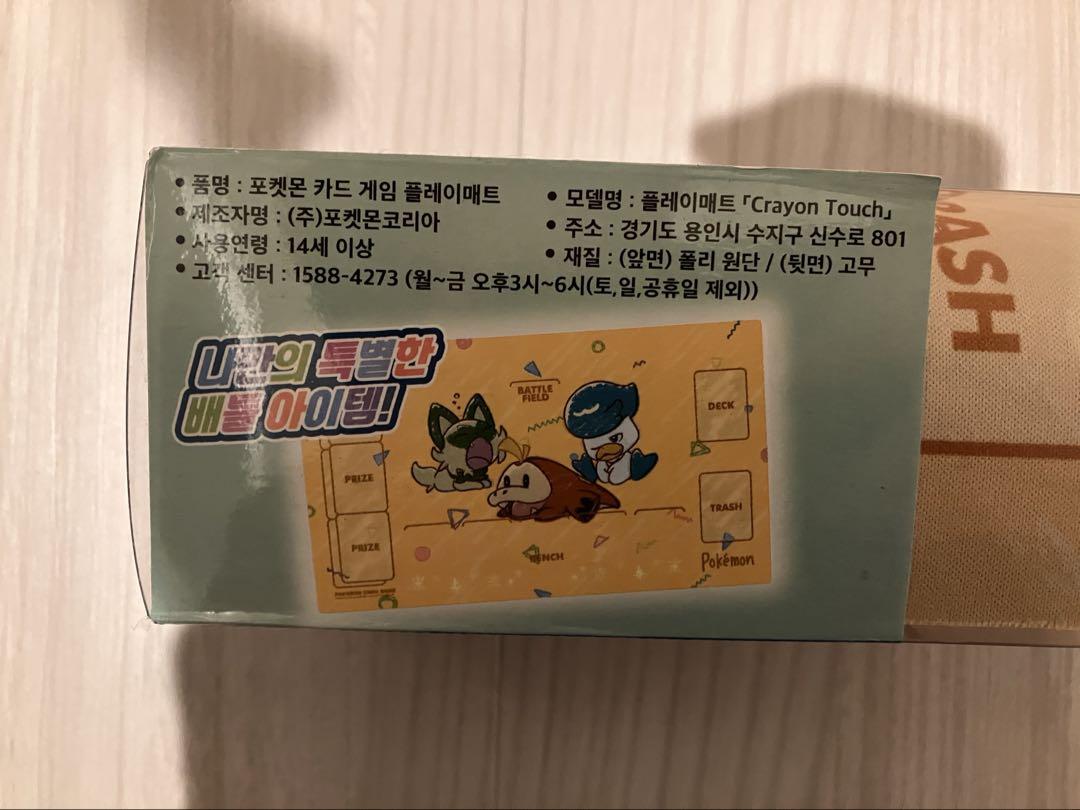 • 품명 : 포켓몬 카드 게임 플레이매트
• 제조자명 : (주)포켓몬코리아
• 사용연령 : 14세 이상
• 고객 센터 : 1588-4273 (월~금 오후3시~6시(토,일,공휴일 제외))
• 모델명 : 플레이매트 「Crayon Touch」
• 주소 : 경기도 용인시 수지구 신수로 801
• 재질 : (앞면) 폴리 원단 / (뒷면) 고무
나만의 특별한
배틀 아이템!
BATTLE
FIELD
DECK
PRIZE
TRASH
PRIZE
BENCH
Pokémon
POKÉMON CARD GAME
ASH